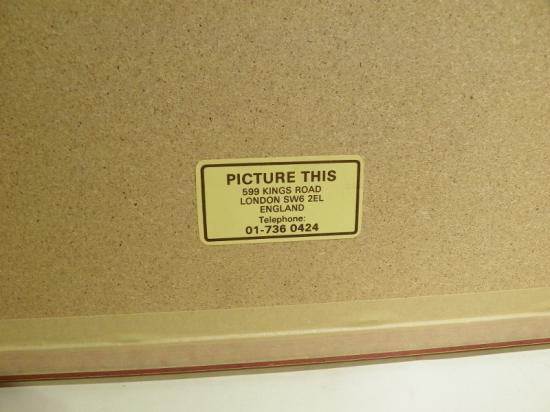 PICTURE THIS
599 KINGS ROAD
LONDON SW6 2EL
ENGLAND
Telephone:
01-736 0424